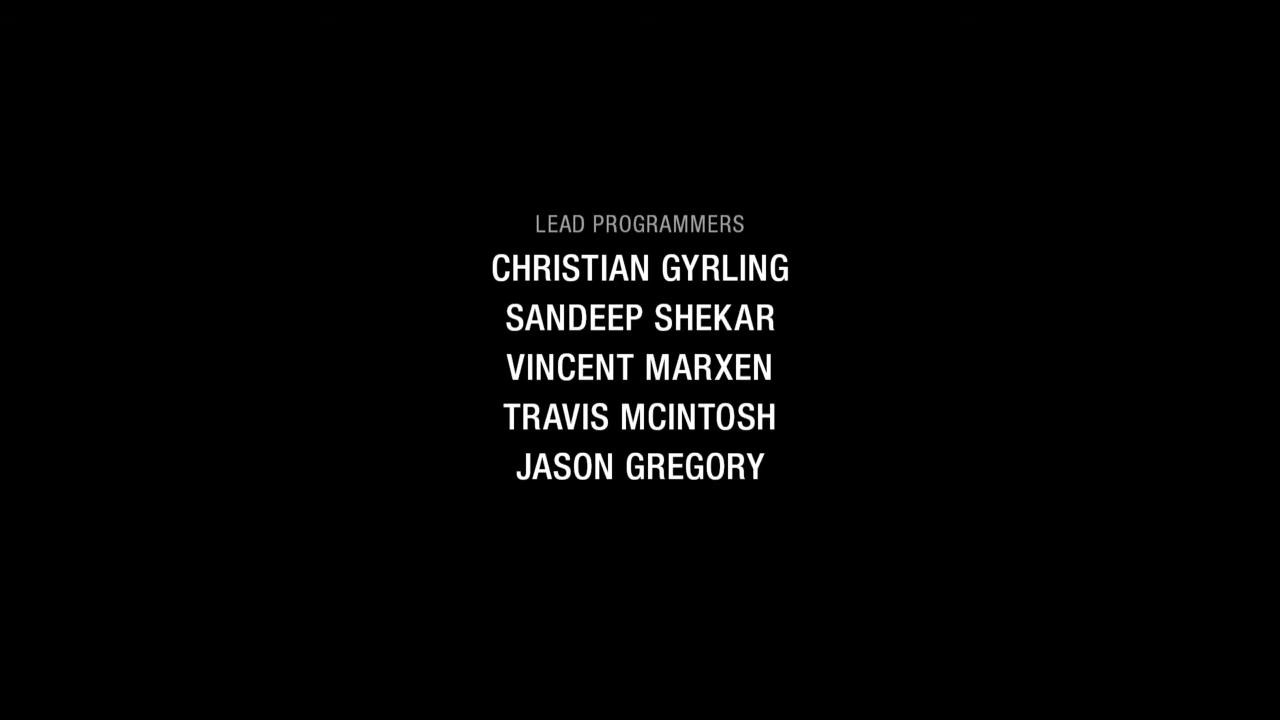 LEAD PROGRAMMERS
CHRISTIAN GYRLING
SANDEEP SHEKAR
VINCENT MARXEN
TRAVIS MCINTOSH
JASON GREGORY